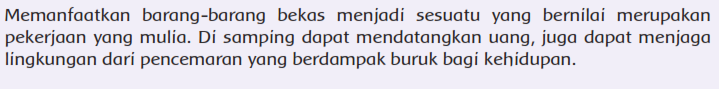 Memanfaatkan barang-barang bekas menjadi sesuatu yang bernilai merupakan
pekerjaan yang mulia. Di samping dapat mendatangkan uang, juga dapat menjaga
lingkungan dari pencemaran yang berdampak buruk bagi kehidupan.